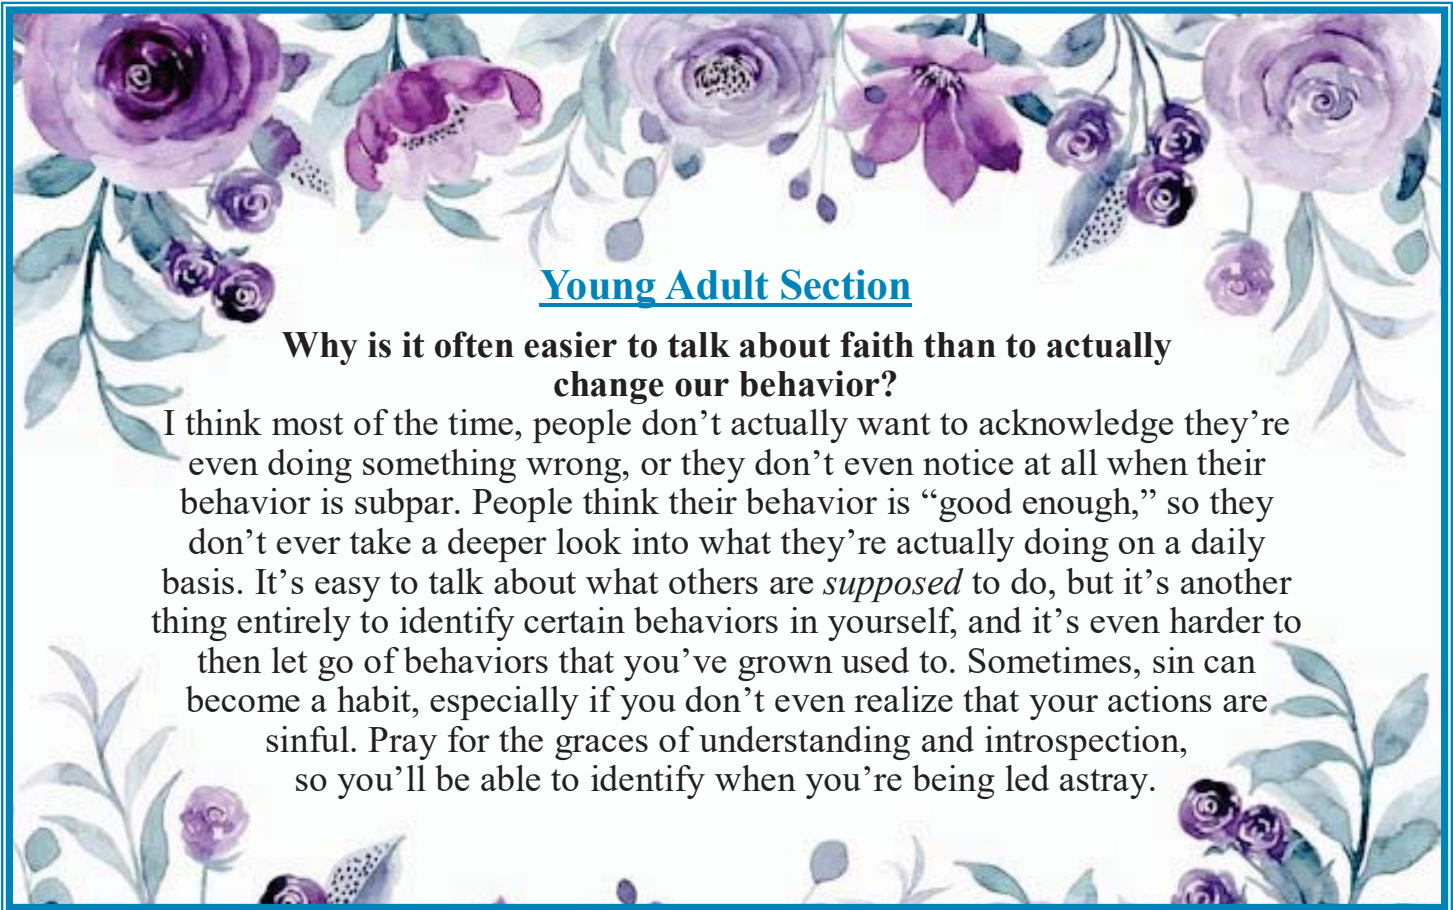 Young Adult Section
Why is it often easier to talk about faith than to actually
change our behavior?
I think most of the time, people don’t actually want to acknowledge they’re
even doing something wrong, or they don’t even notice at all when their
behavior is subpar. People think their behavior is “good enough,” so they
don’t ever take a deeper look into what they’re actually doing on a daily
basis. It’s easy to talk about what others are supposed to do, but it’s another
thing entirely to identify certain behaviors in yourself, and it’s even harder to
then let go of behaviors that you’ve grown used to. Sometimes, sin can
become a habit, especially if you don’t even realize that your actions are
sinful. Pray for the graces of understanding and introspection,
so you’ll be able to identify when you’re being led astray.